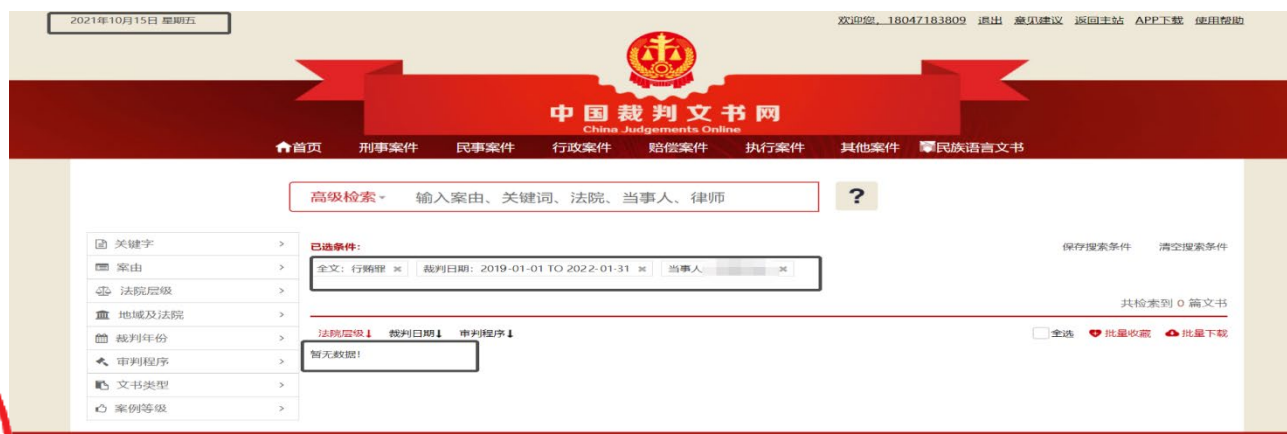 2021年10月15日 星期五
欢迎您，18047183809 退出 意见建议 返回主站 APP下载 使用帮助
中国裁判文书网
China Judgements Online
首页 刑事案件 民事案件 行政案件 赔偿案件 执行案件 其他案件 民族语言文书
高级检索 输入案由、关键词、法院、当事人、律师 ?
关键字 >
案由 >
法院层级 >
地域及法院 >
裁判年份 >
审判程序 >
文书类型 >
案例等级 >
已选条件：
保存搜索条件 清空搜索条件
全文：行贿罪 × 裁判日期：2019-01-01 TO 2022-01-31 × 当事人 ×
共检索到 0 篇文书
法院层级↓ 裁判日期↓ 审判程序↓
全选 批量收藏 批量下载
暂无数据!